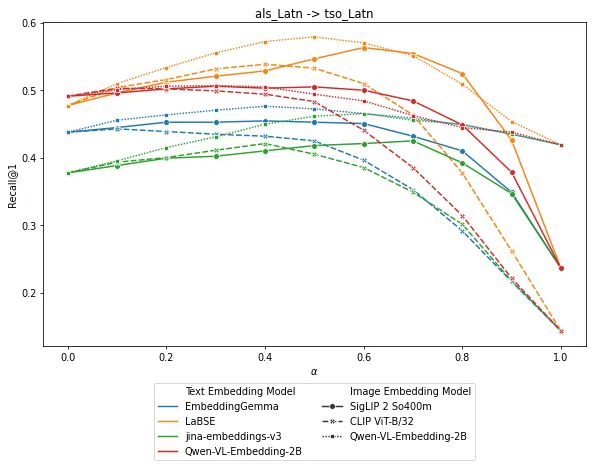 als_Latn -> tso_Latn
Recall@1
0.6
0.5
0.4
0.3
0.2
0.0 0.2 0.4 0.6 0.8 1.0
α
Text Embedding Model Image Embedding Model
EmbeddingGemma SigLIP 2 So400m
LaBSE CLIP ViT-B/32
jina-embeddings-v3 Qwen-VL-Embedding-2B
Qwen-VL-Embedding-2B